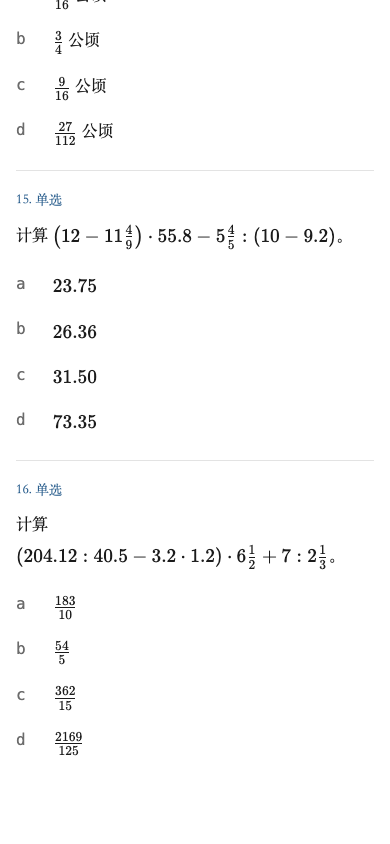 16
b 3/4 公顷
c 9/16 公顷
d 27/112 公顷
15. 单选
计算 (12 − 11 4/9) · 55.8 − 5 4/5 : (10 − 9.2)。
a 23.75
b 26.36
c 31.50
d 73.35
16. 单选
计算
(204.12 : 40.5 − 3.2 · 1.2) · 6 1/2 + 7 : 2 1/3。
a 183/10
b 54/5
c 362/15
d 2169/125